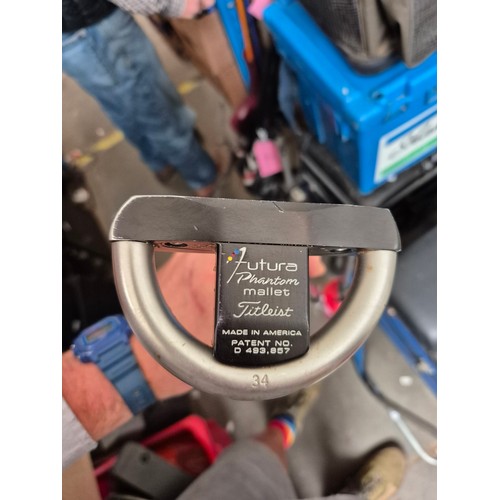 Futura
Phantom
mallet
Titleist
MADE IN AMERICA
PATENT NO.
D 493,857
34